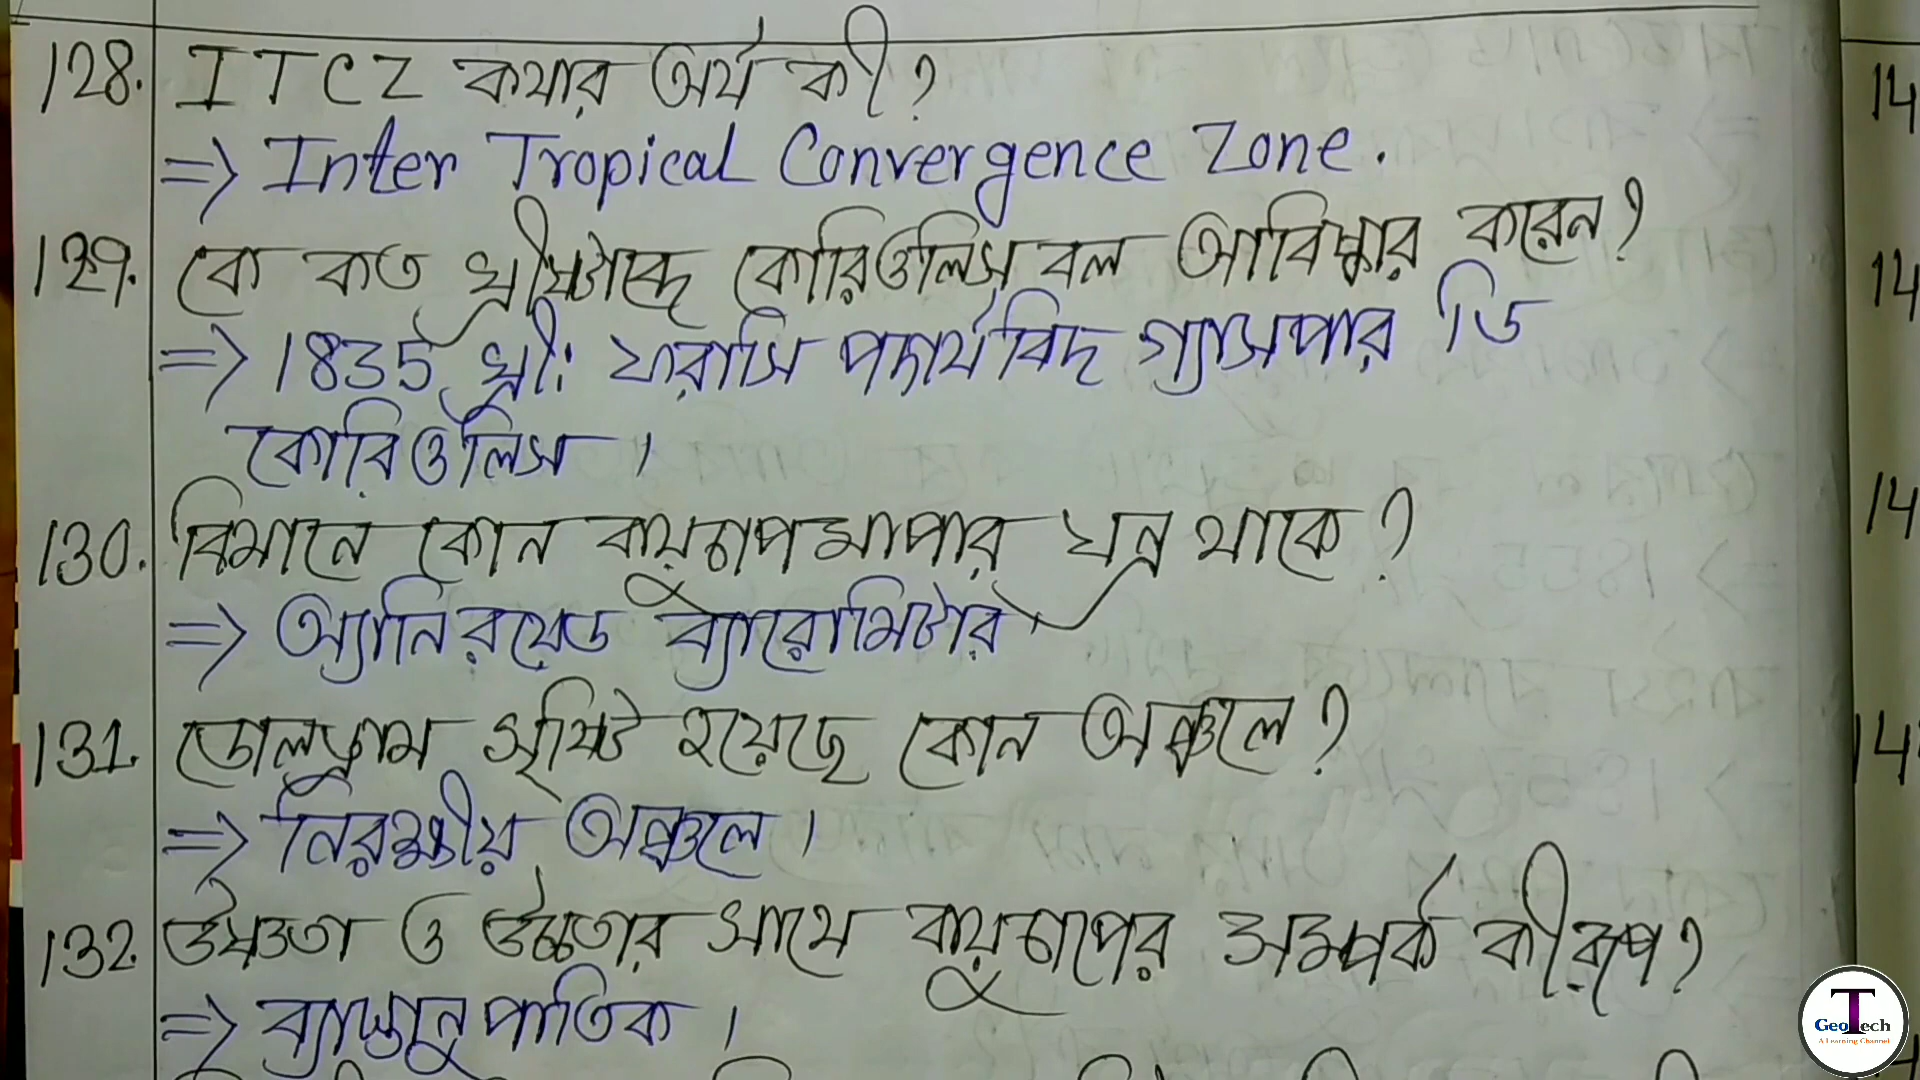 128. ITCZ কথার অর্থ কী?
=> Inter Tropical Convergence Zone.
129. কে কত খ্রীষ্টাব্দে কোরিওলিস বল আবিষ্কার করেন?
=> 1835 খ্রী: ফরাসি পদার্থবিদ গ্যাসপার ডি
কোরিওলিস।
130. বিমানে কোন বায়ুচাপ মাপার যন্ত্র থাকে?
=> অ্যানিরয়েড ব্যারোমিটার
131. ডোলড্রাম সৃষ্টি হয়েছে কোন অঞ্চলে?
=> নিরক্ষীয় অঞ্চলে।
132. উষ্ণতা ও উচ্চতার সাথে বায়ুচাপের সম্পর্ক কীরূপ?
=> ব্যাস্তানুপাতিক।
14
14
14
14
T
GeoTech
A Learning Channel